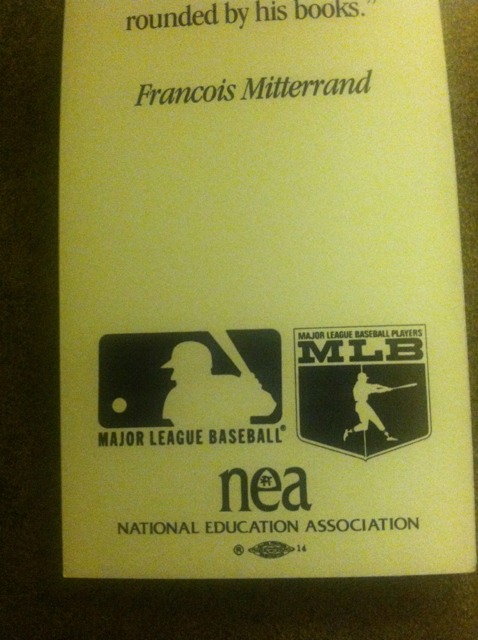 rounded by his books."
Francois Mitterrand
MAJOR LEAGUE BASEBALL®
MAJOR LEAGUE BASEBALL PLAYERS
MLB
nea
NATIONAL EDUCATION ASSOCIATION
® 14